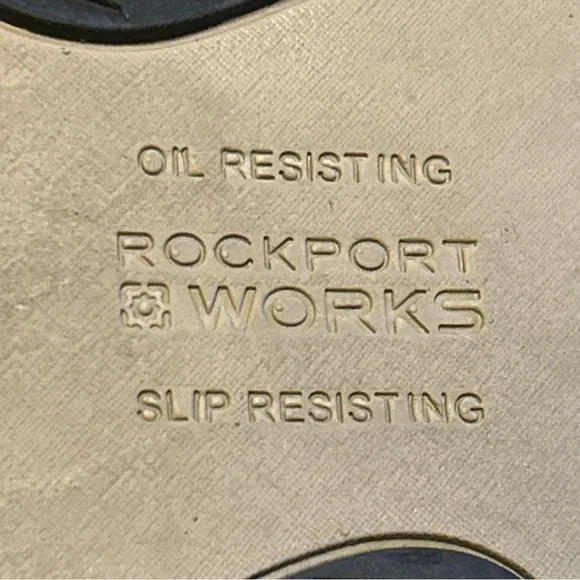 OIL RESISTING
ROCKPORT
WORKS
SLIP RESISTING